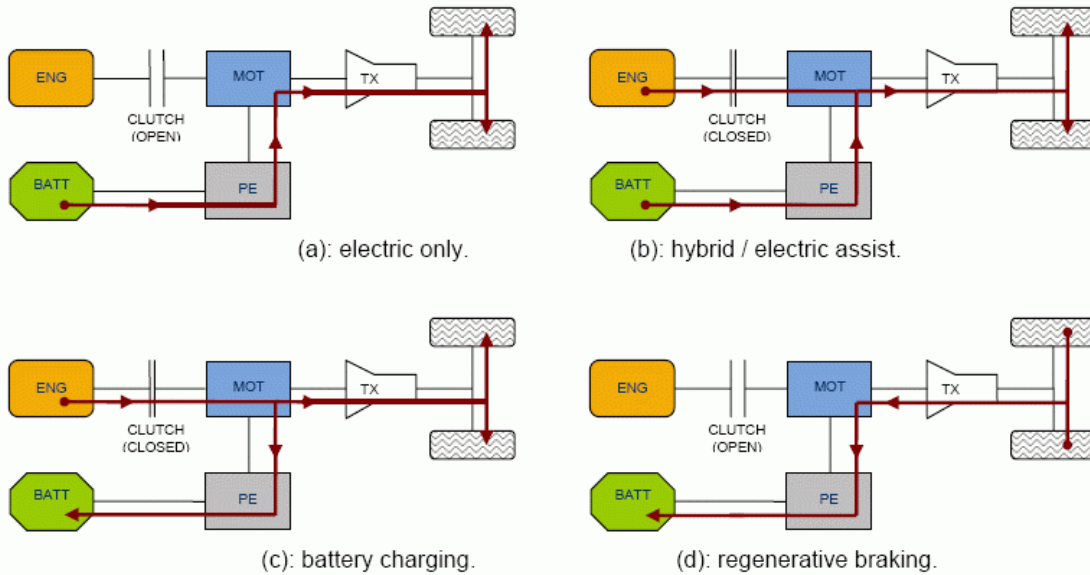 ENG
MOT
TX
CLUTCH
(OPEN)
BATT
PE
(a): electric only.
ENG
MOT
TX
CLUTCH
(CLOSED)
BATT
PE
(b): hybrid / electric assist.
ENG
MOT
TX
CLUTCH
(CLOSED)
BATT
PE
(c): battery charging.
ENG
MOT
TX
CLUTCH
(OPEN)
BATT
PE
(d): regenerative braking.